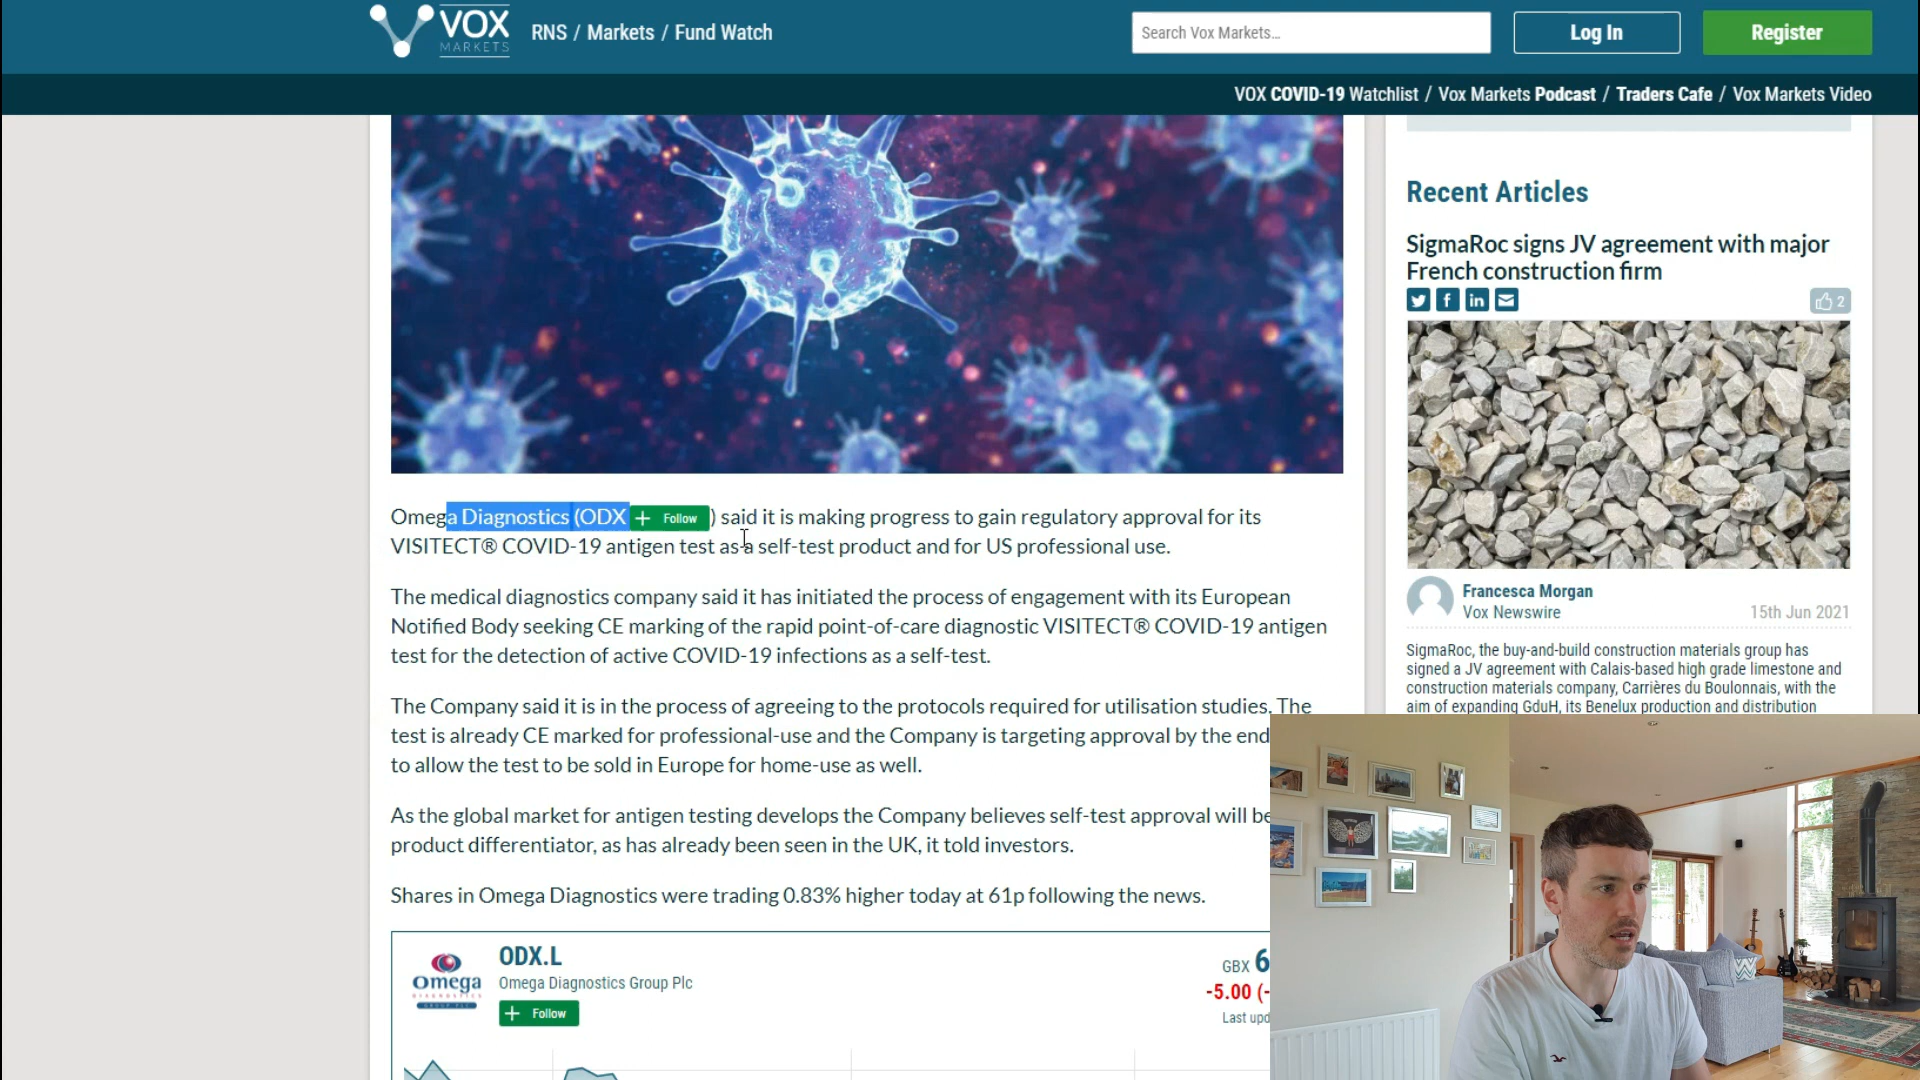 VOX
MARKETS
RNS / Markets / Fund Watch
Search Vox Markets...
Log In
Register
VOX COVID-19 Watchlist / Vox Markets Podcast / Traders Cafe / Vox Markets Video
Omega Diagnostics (ODX + Follow ) said it is making progress to gain regulatory approval for its
VISITECT® COVID-19 antigen test as a self-test product and for US professional use.
The medical diagnostics company said it has initiated the process of engagement with its European
Notified Body seeking CE marking of the rapid point-of-care diagnostic VISITECT® COVID-19 antigen
test for the detection of active COVID-19 infections as a self-test.
The Company said it is in the process of agreeing to the protocols required for utilisation studies. The
test is already CE marked for professional-use and the Company is targeting approval by the end
to allow the test to be sold in Europe for home-use as well.
As the global market for antigen testing develops the Company believes self-test approval will be
product differentiator, as has already been seen in the UK, it told investors.
Shares in Omega Diagnostics were trading 0.83% higher today at 61p following the news.
Omega
DIAGNOSTICS
GROUP PLC
ODX.L
Omega Diagnostics Group Plc
+ Follow
GBX 6
-5.00 (-
Last upd
Recent Articles
SigmaRoc signs JV agreement with major
French construction firm
2
Francesca Morgan
Vox Newswire
15th Jun 2021
SigmaRoc, the buy-and-build construction materials group has
signed a JV agreement with Calais-based high grade limestone and
construction materials company, Carrières du Boulonnais, with the
aim of expanding GduH, its Benelux production and distribution